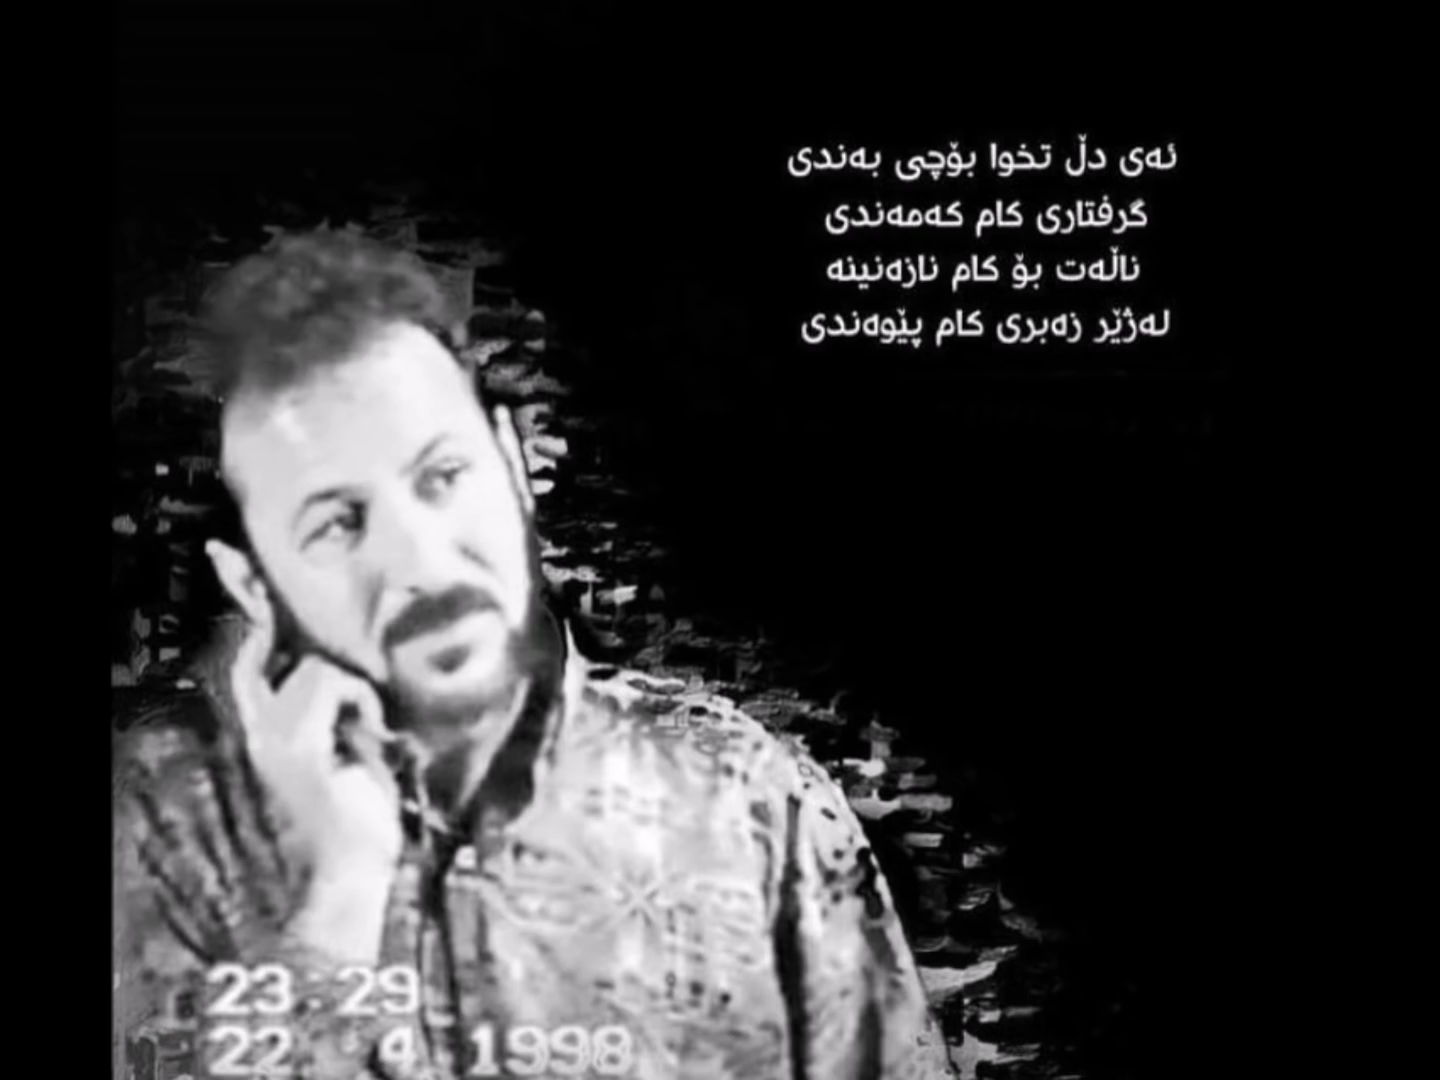 ئەی دڵ تخوا بۆچی بەندی
گرفتاری کام کەمەندی
ناڵەت بۆ کام نازەنینە
لەژێر زەبری کام پێوەندی
23:29
22. 4.1998